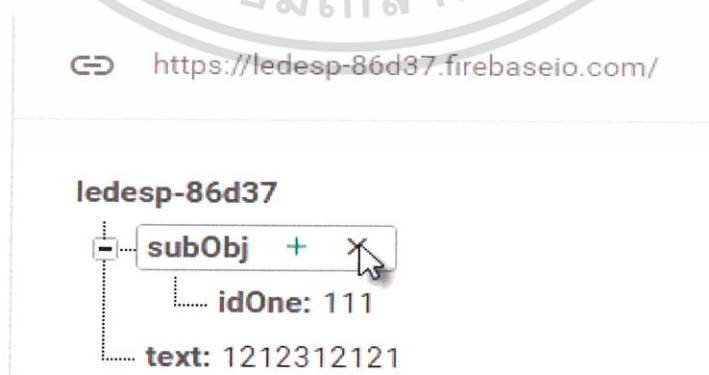 https://ledesp-86d37.firebaseio.com/
ledesp-86d37
subObj + ×
idOne: 111
text: 1212312121